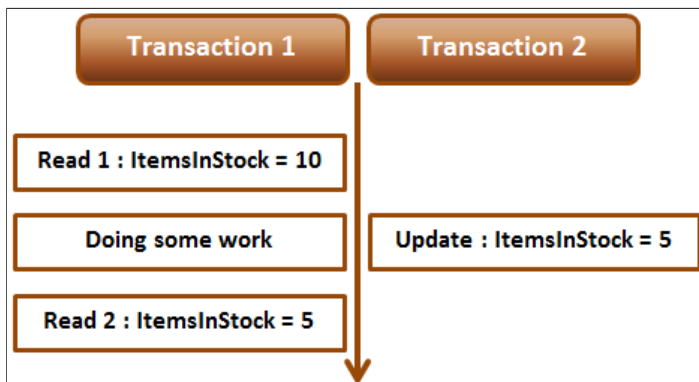 Transaction 1
Transaction 2
Read 1 : ItemsInStock = 10
Doing some work
Update : ItemsInStock = 5
Read 2 : ItemsInStock = 5